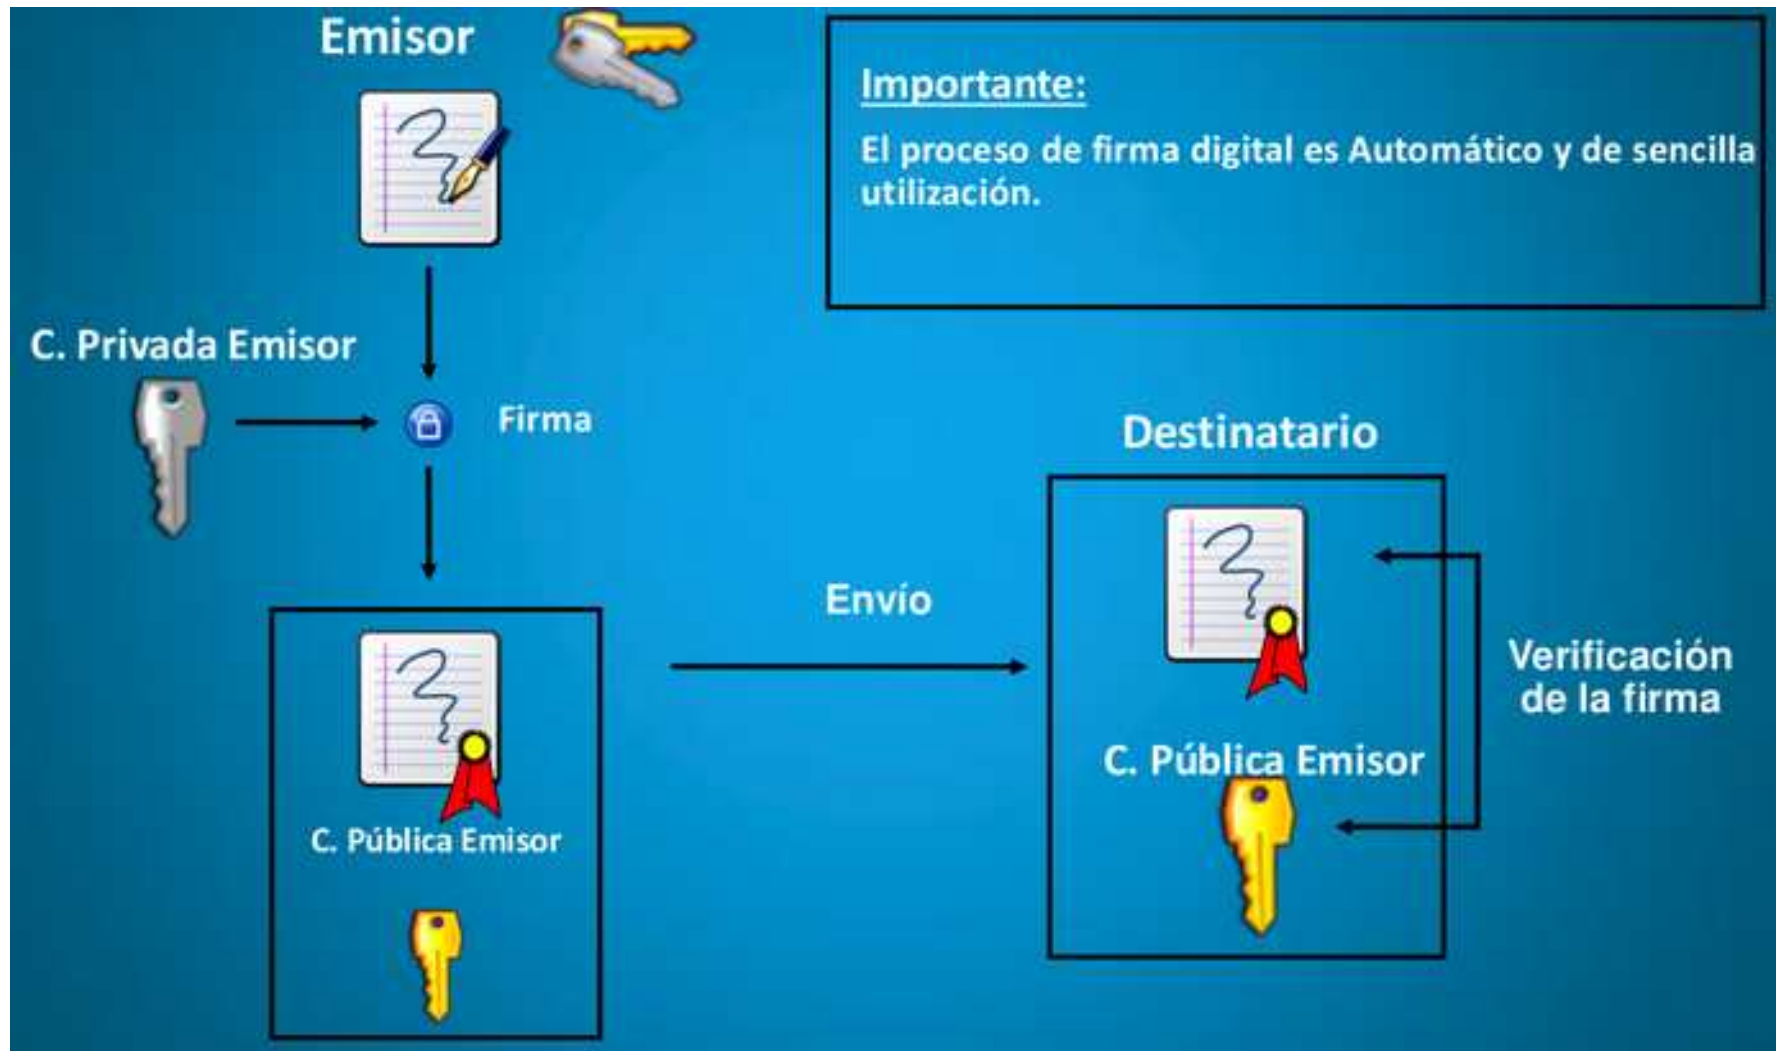 Emisor
Importante:
El proceso de firma digital es Automático y de sencilla
utilización.
C. Privada Emisor
Firma
Destinatario
Envío
Verificación
de la firma
C. Pública Emisor
C. Pública Emisor